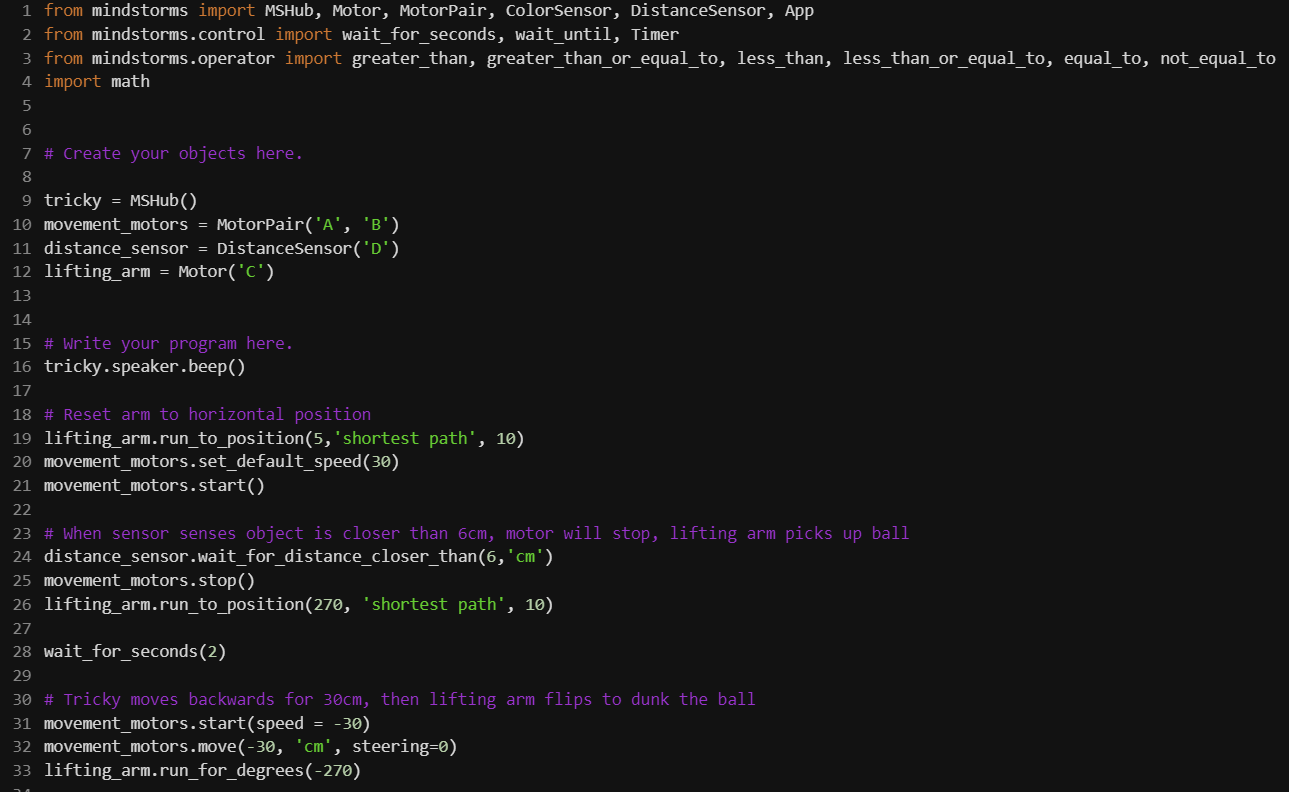 1 from mindstorms import MSHub, Motor, MotorPair, ColorSensor, DistanceSensor, App
2 from mindstorms.control import wait_for_seconds, wait_until, Timer
3 from mindstorms.operator import greater_than, greater_than_or_equal_to, less_than, less_than_or_equal_to, equal_to, not_equal_to
4 import math
5
6
7 # Create your objects here.
8
9 tricky = MSHub()
10 movement_motors = MotorPair('A', 'B')
11 distance_sensor = DistanceSensor('D')
12 lifting_arm = Motor('C')
13
14
15 # Write your program here.
16 tricky.speaker.beep()
17
18 # Reset arm to horizontal position
19 lifting_arm.run_to_position(5,'shortest path', 10)
20 movement_motors.set_default_speed(30)
21 movement_motors.start()
22
23 # When sensor senses object is closer than 6cm, motor will stop, lifting arm picks up ball
24 distance_sensor.wait_for_distance_closer_than(6,'cm')
25 movement_motors.stop()
26 lifting_arm.run_to_position(270, 'shortest path', 10)
27
28 wait_for_seconds(2)
29
30 # Tricky moves backwards for 30cm, then lifting arm flips to dunk the ball
31 movement_motors.start(speed = -30)
32 movement_motors.move(-30, 'cm', steering=0)
33 lifting_arm.run_for_degrees(-270)